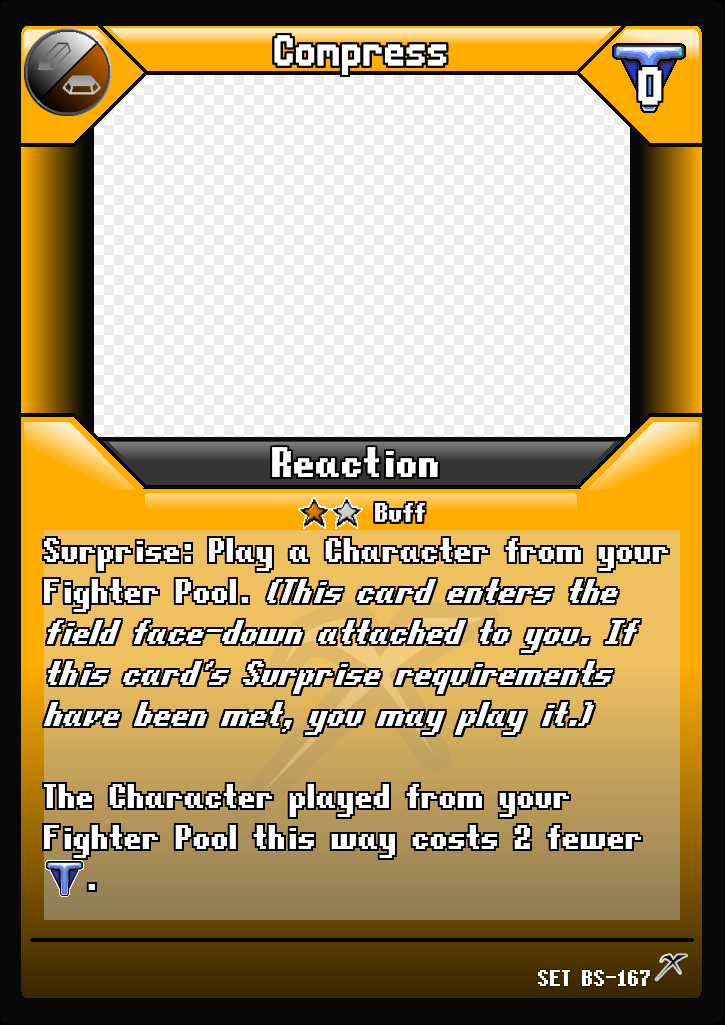 Compress
0
Reaction
Buff
Surprise: Play a Character from your
Fighter Pool. (This card enters the
field face-down attached to you. If
this card's Surprise requirements
have been met, you may play it.)
The Character played from your
Fighter Pool this way costs 2 fewer
.
SET BS-167